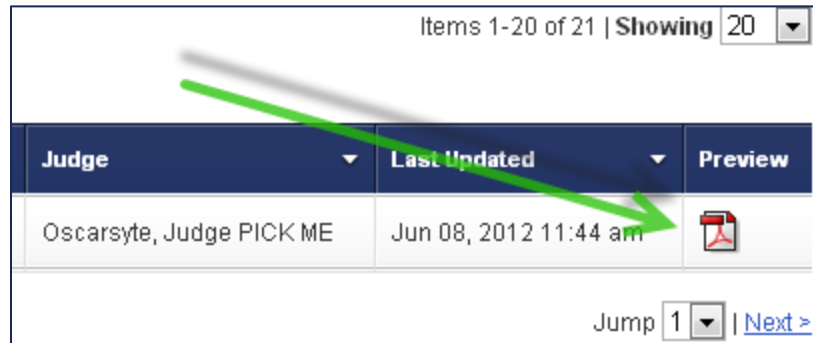 Items 1-20 of 21 | Showing 20
Judge Last Updated Preview
Oscarsyte, Judge PICK ME Jun 08, 2012 11:44 am
Jump 1 | Next >